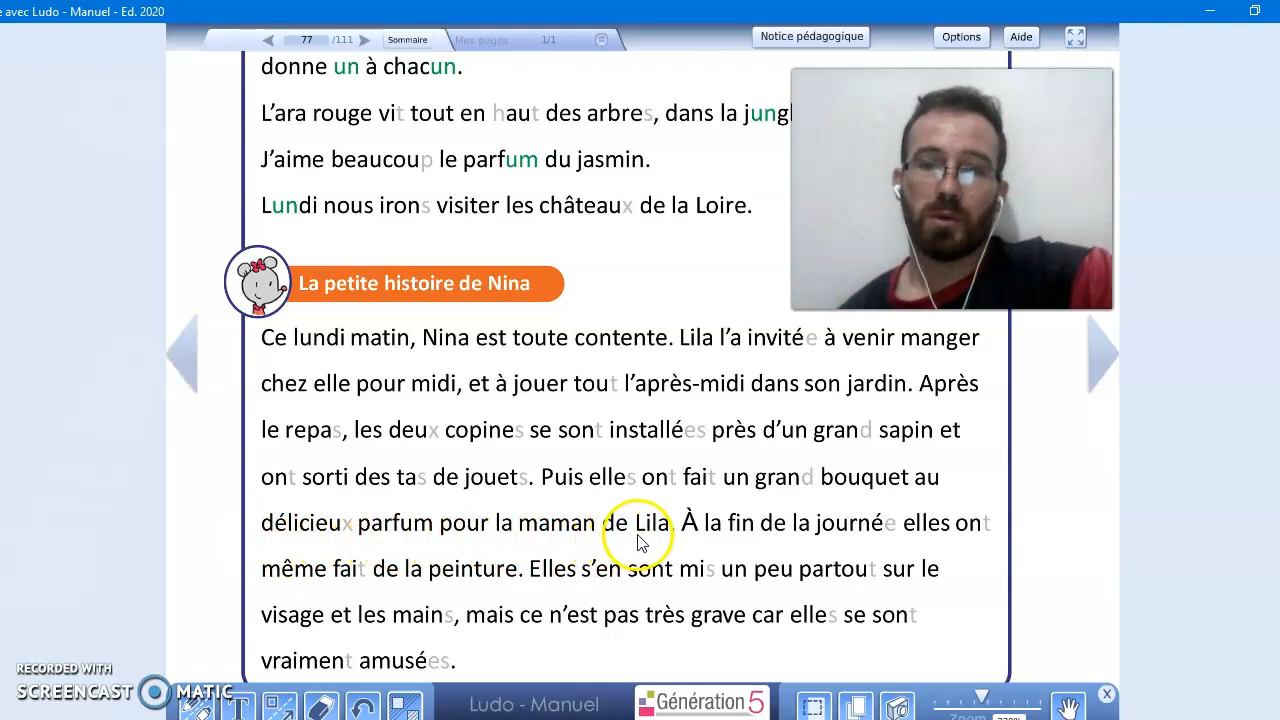 e avec Ludo - Manuel - Ed. 2020
77 /111 Sommaire Mes pages 1/1 Notice pédagogique Options Aide
donne un à chacun.
L'ara rouge vit tout en haut des arbres, dans la jungl
J'aime beaucoup le parfum du jasmin.
Lundi nous irons visiter les châteaux de la Loire.
La petite histoire de Nina
Ce lundi matin, Nina est toute contente. Lila l'a invitée à venir manger
chez elle pour midi, et à jouer tout l'après-midi dans son jardin. Après
le repas, les deux copines se sont installées près d'un grand sapin et
ont sorti des tas de jouets. Puis elles ont fait un grand bouquet au
délicieux parfum pour la maman de Lila. À la fin de la journée elles ont
même fait de la peinture. Elles s'en sont mis un peu partout sur le
visage et les mains, mais ce n'est pas très grave car elles se sont
vraiment amusées.
RECORDED WITH
SCREENCAST MATIC
Ludo - Manuel
Génération 5
Zoom